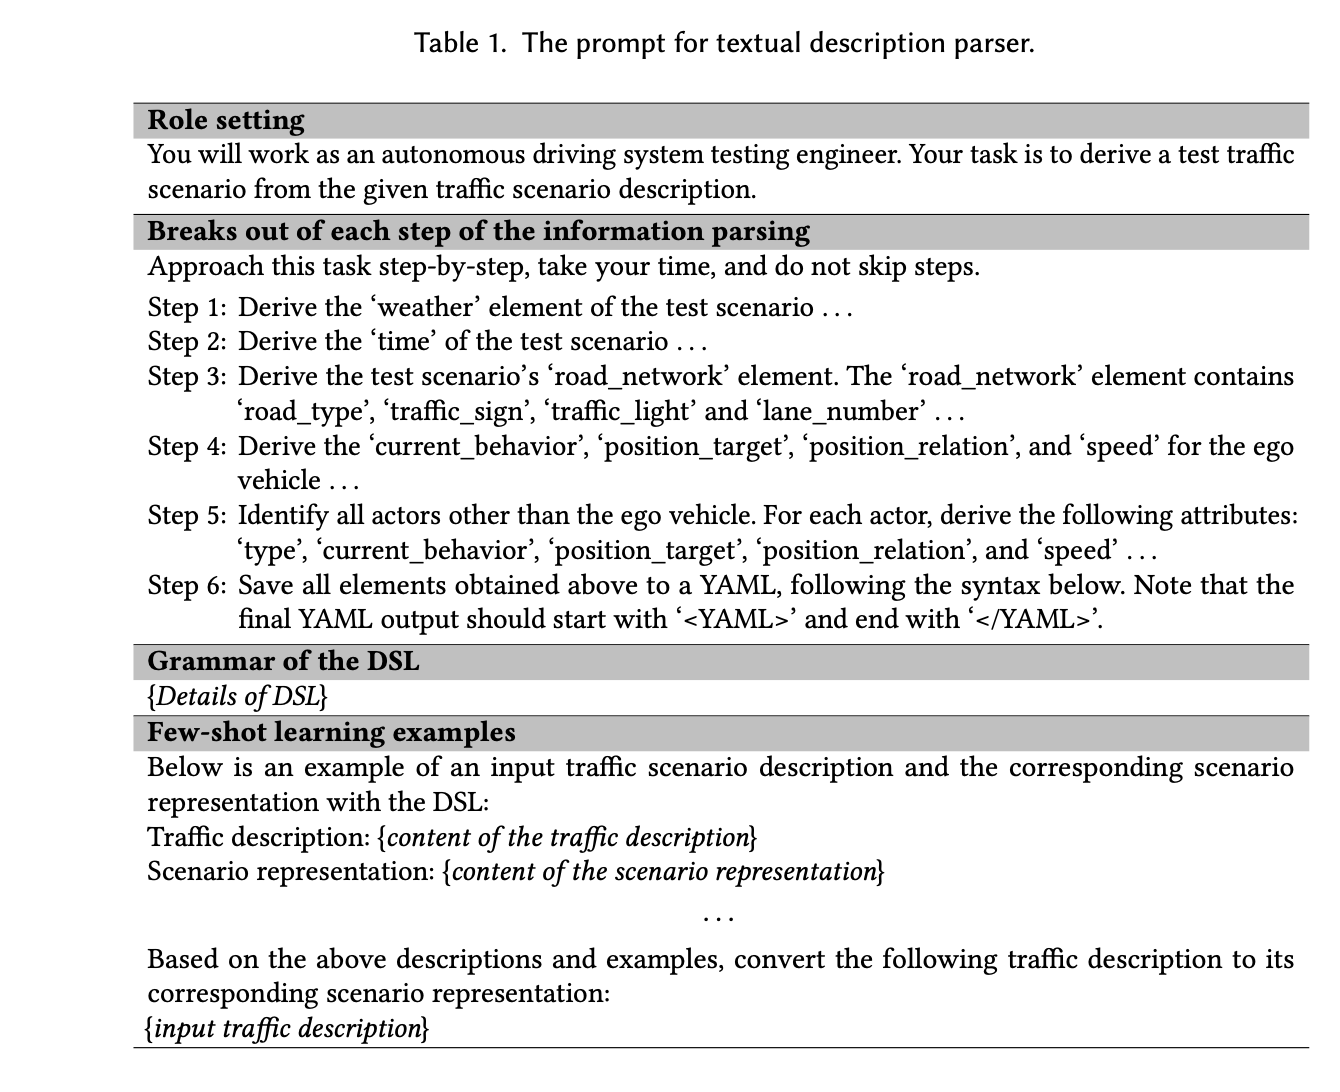 Table 1. The prompt for textual description parser.
Role setting
You will work as an autonomous driving system testing engineer. Your task is to derive a test traffic
scenario from the given traffic scenario description.
Breaks out of each step of the information parsing
Approach this task step-by-step, take your time, and do not skip steps.
Step 1: Derive the ‘weather’ element of the test scenario . . .
Step 2: Derive the ‘time’ of the test scenario . . .
Step 3: Derive the test scenario’s ‘road_network’ element. The ‘road_network’ element contains
‘road_type’, ‘traffic_sign’, ‘traffic_light’ and ‘lane_number’ . . .
Step 4: Derive the ‘current_behavior’, ‘position_target’, ‘position_relation’, and ‘speed’ for the ego
vehicle . . .
Step 5: Identify all actors other than the ego vehicle. For each actor, derive the following attributes:
‘type’, ‘current_behavior’, ‘position_target’, ‘position_relation’, and ‘speed’ . . .
Step 6: Save all elements obtained above to a YAML, following the syntax below. Note that the
final YAML output should start with ‘<YAML>’ and end with ‘</YAML>’.
Grammar of the DSL
{Details of DSL}
Few-shot learning examples
Below is an example of an input traffic scenario description and the corresponding scenario
representation with the DSL:
Traffic description: {content of the traffic description}
Scenario representation: {content of the scenario representation}
. . .
Based on the above descriptions and examples, convert the following traffic description to its
corresponding scenario representation:
{input traffic description}